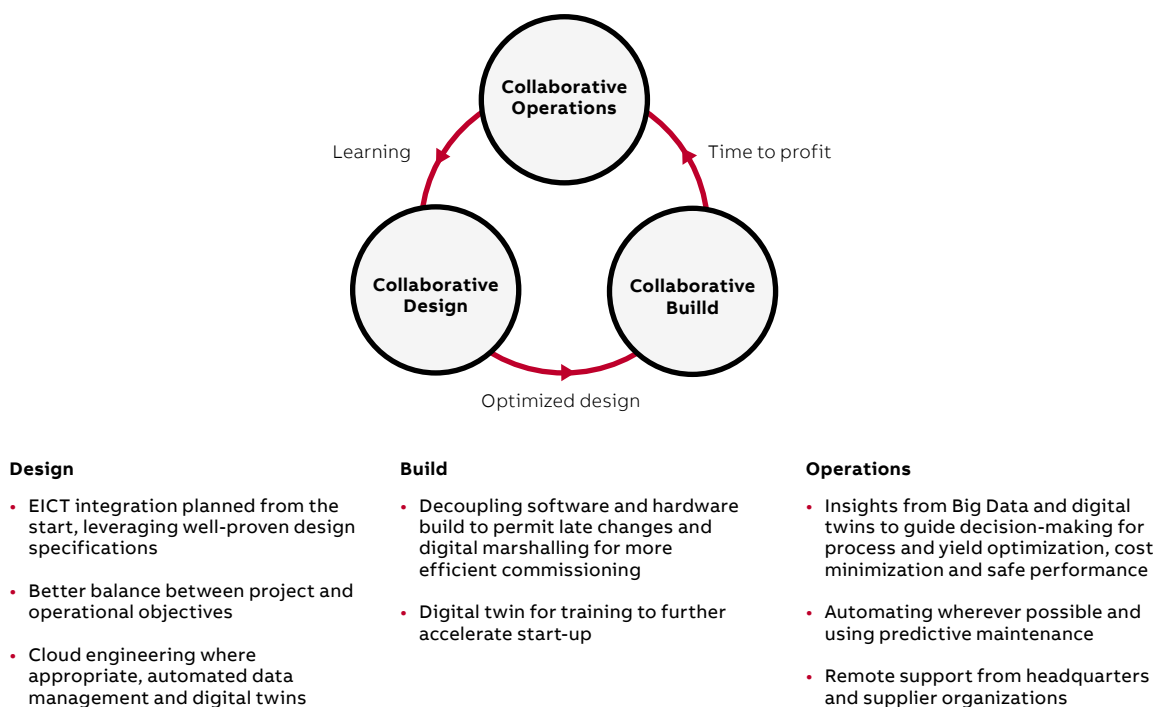 Collaborative
Operations
Learning
Time to profit
Collaborative
Design
Collaborative
Builld
Optimized design
Design
• EICT integration planned from the
start, leveraging well-proven design
specifications
• Better balance between project and
operational objectives
• Cloud engineering where
appropriate, automated data
management and digital twins
Build
• Decoupling software and hardware
build to permit late changes and
digital marshalling for more
efficient commissioning
• Digital twin for training to further
accelerate start-up
Operations
• Insights from Big Data and digital
twins to guide decision-making for
process and yield optimization, cost
minimization and safe performance
• Automating wherever possible and
using predictive maintenance
• Remote support from headquarters
and supplier organizations